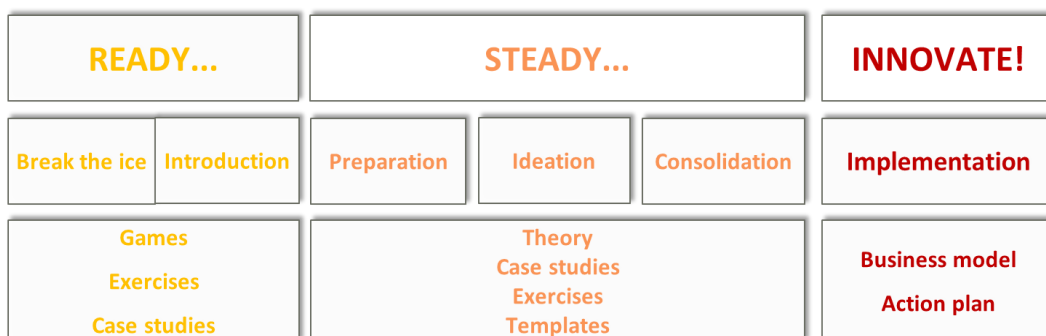 READY...
STEADY...
INNOVATE!
Break the ice
Introduction
Preparation
Ideation
Consolidation
Implementation
Games
Exercises
Case studies
Theory
Case studies
Exercises
Templates
Business model
Action plan